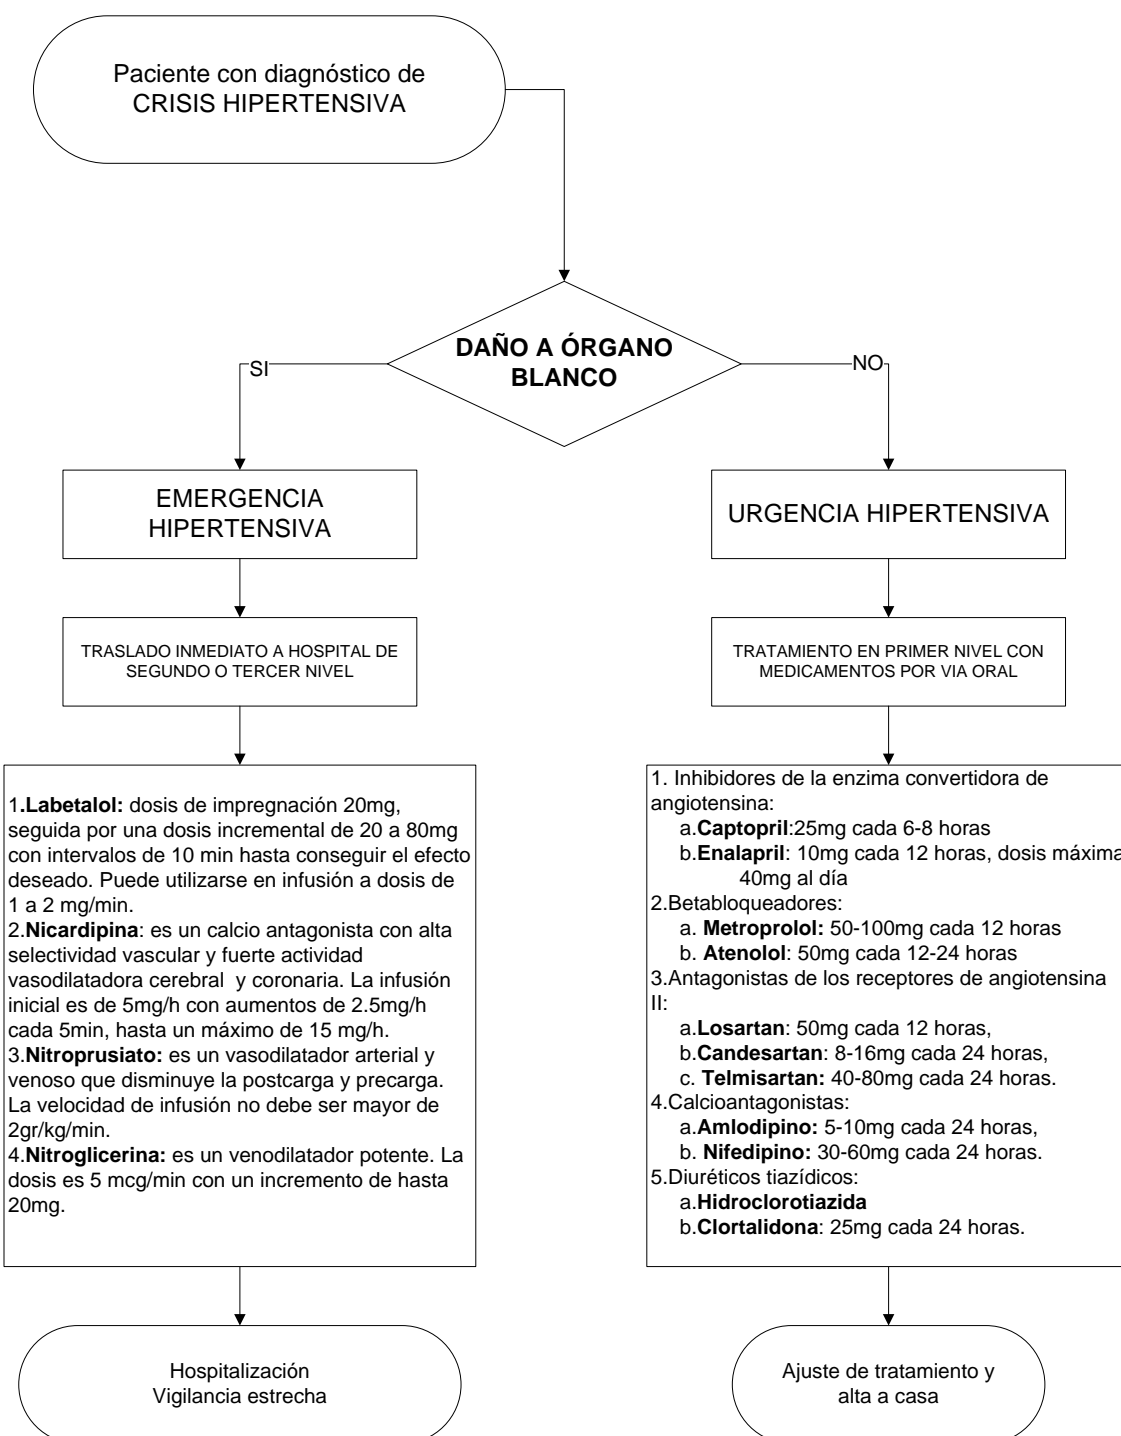 Paciente con diagnóstico de
CRISIS HIPERTENSIVA
DAÑO A ÓRGANO
BLANCO
SI
NO
EMERGENCIA
HIPERTENSIVA
URGENCIA HIPERTENSIVA
TRASLADO INMEDIATO A HOSPITAL DE
SEGUNDO O TERCER NIVEL
TRATAMIENTO EN PRIMER NIVEL CON
MEDICAMENTOS POR VIA ORAL
1.Labetalol: dosis de impregnación 20mg,
seguida por una dosis incremental de 20 a 80mg
con intervalos de 10 min hasta conseguir el efecto
deseado. Puede utilizarse en infusión a dosis de
1 a 2 mg/min.
2.Nicardipina: es un calcio antagonista con alta
selectividad vascular y fuerte actividad
vasodilatadora cerebral y coronaria. La infusión
inicial es de 5mg/h con aumentos de 2.5mg/h
cada 5min, hasta un máximo de 15 mg/h.
3.Nitroprusiato: es un vasodilatador arterial y
venoso que disminuye la postcarga y precarga.
La velocidad de infusión no debe ser mayor de
2gr/kg/min.
4.Nitroglicerina: es un venodilatador potente. La
dosis es 5 mcg/min con un incremento de hasta
20mg.
1. Inhibidores de la enzima convertidora de
angiotensina:
a.Captopril:25mg cada 6-8 horas
b.Enalapril: 10mg cada 12 horas, dosis máxima
40mg al día
2.Betabloqueadores:
a. Metroprolol: 50-100mg cada 12 horas
b. Atenolol: 50mg cada 12-24 horas
3.Antagonistas de los receptores de angiotensina
II:
a.Losartan: 50mg cada 12 horas,
b.Candesartan: 8-16mg cada 24 horas,
c. Telmisartan: 40-80mg cada 24 horas.
4.Calcioantagonistas:
a.Amlodipino: 5-10mg cada 24 horas,
b. Nifedipino: 30-60mg cada 24 horas.
5.Diuréticos tiazídicos:
a.Hidroclorotiazida
b.Clortalidona: 25mg cada 24 horas.
Hospitalización
Vigilancia estrecha
Ajuste de tratamiento y
alta a casa